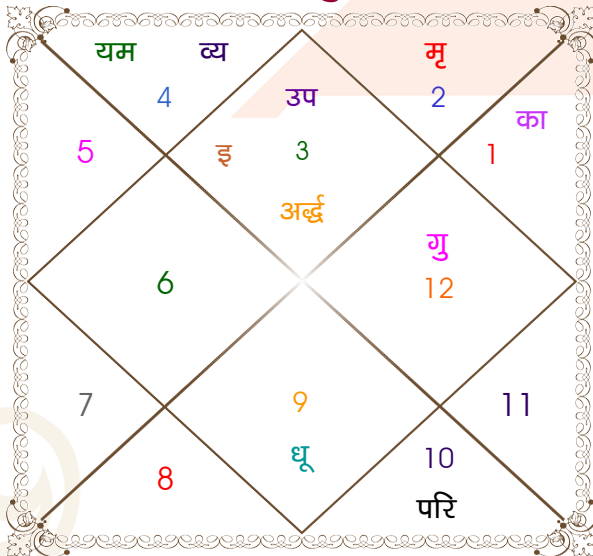 यम व्य मृ
4 उप 2
का
5 इ 3 1
अर्द्ध
गु
6 12
7 9 11
धू 10
8
परि